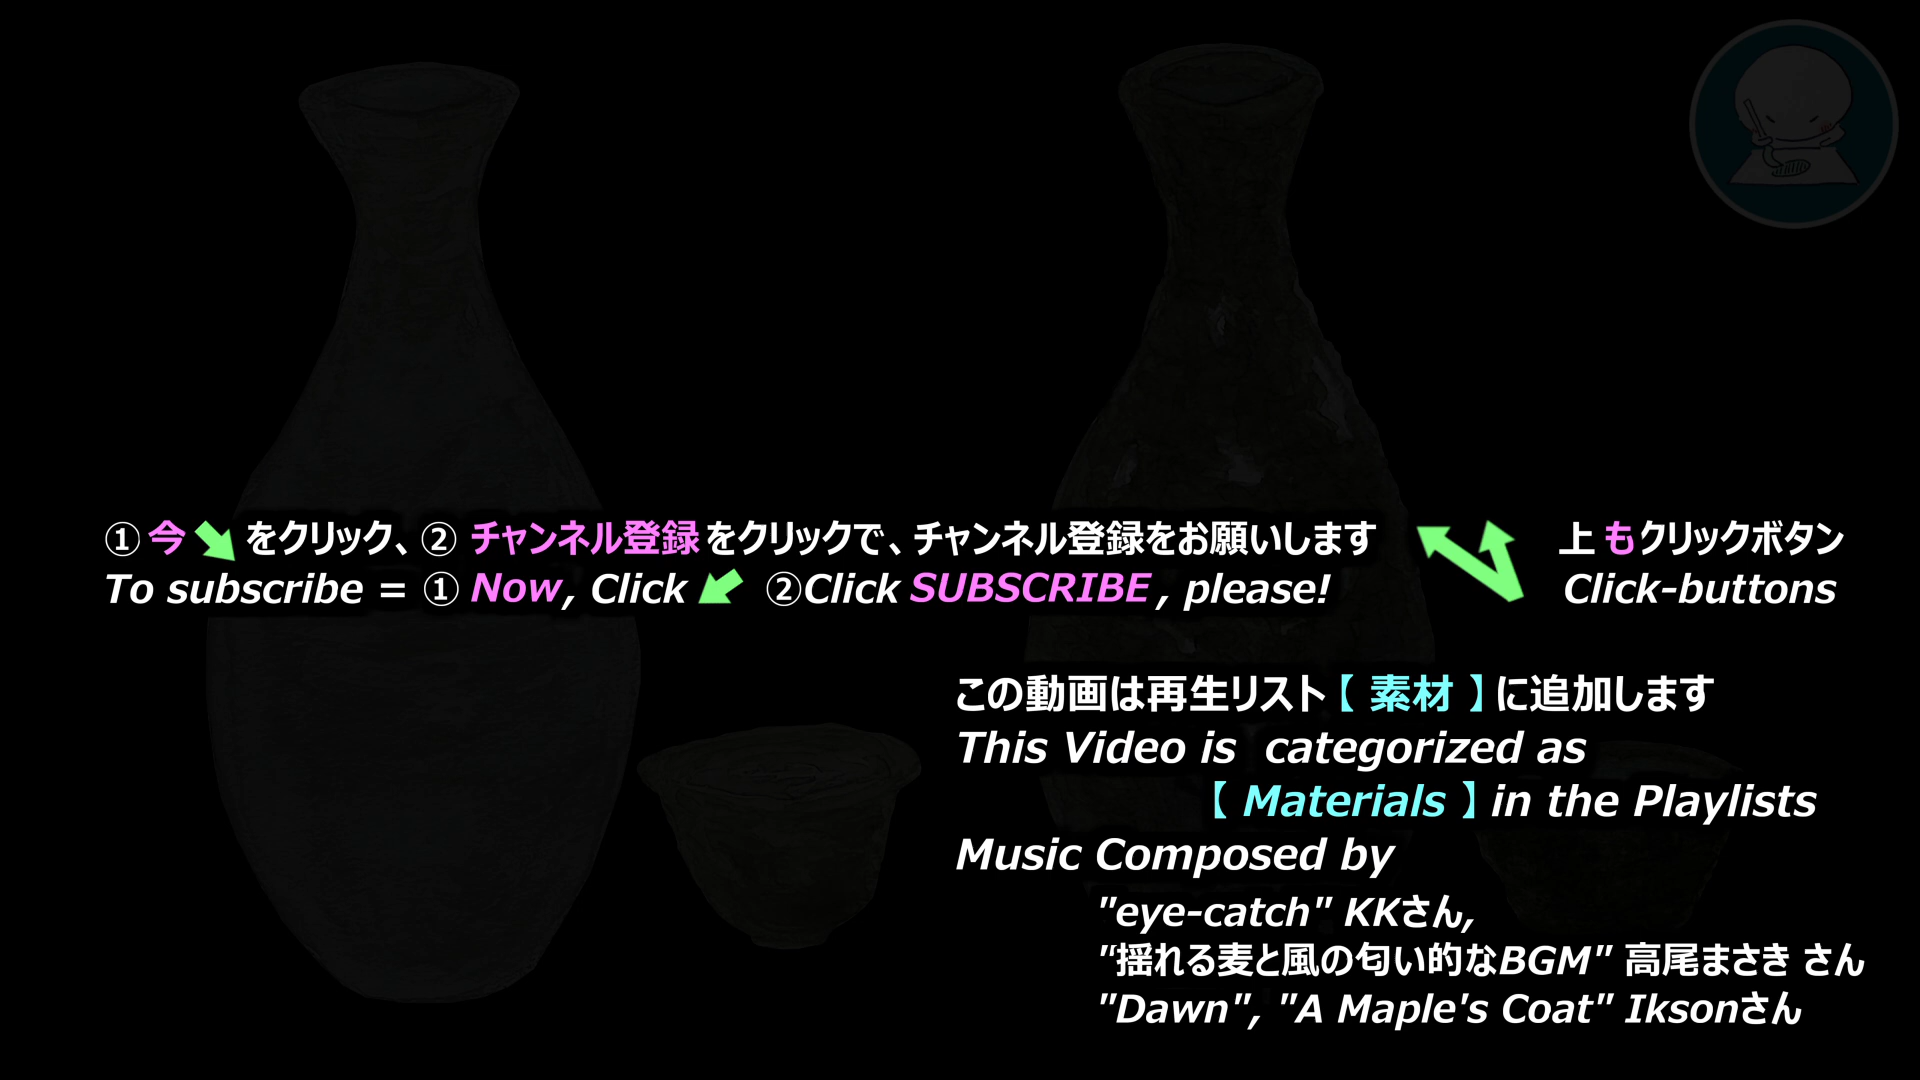 ① 今 をクリック、② チャンネル登録 をクリックで、チャンネル登録をお願いします
To subscribe = ① Now, Click ②Click SUBSCRIBE , please!
上 もクリックボタン
Click-buttons
この動画は再生リスト【 素材 】に追加します
This Video is categorized as
【 Materials 】in the Playlists
Music Composed by
"eye-catch" KKさん,
"揺れる麦と風の匂い的なBGM" 高尾まさき さん
"Dawn", "A Maple's Coat" Iksonさん